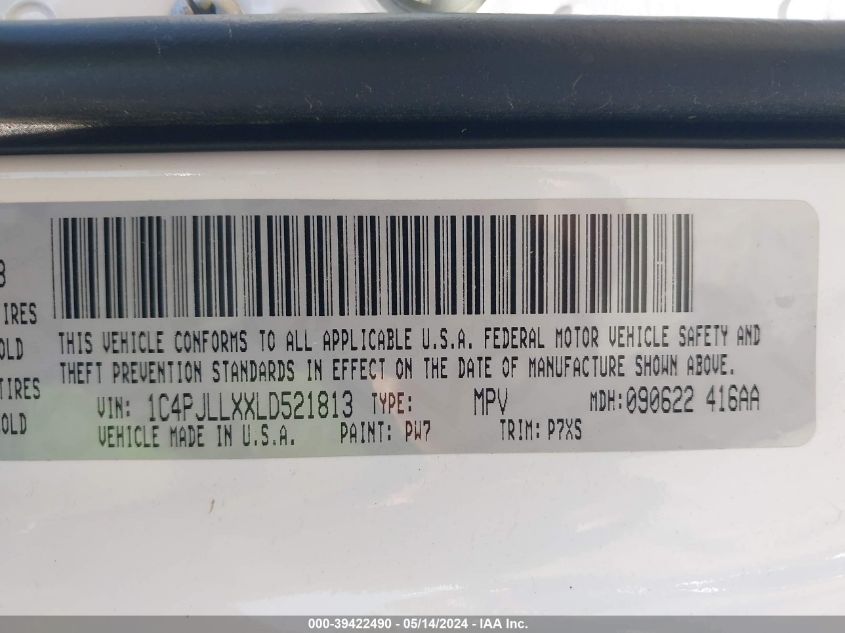 3
THIS VEHICLE CONFORMS TO ALL APPLICABLE U.S.A. FEDERAL MOTOR VEHICLE SAFETY AND
THEFT PREVENTION STANDARDS IN EFFECT ON THE DATE OF MANUFACTURE SHOWN ABOVE.
IRES
OLD
TIRES
OLD
VIN: 1C4PJLLXXLD521813 TYPE: MPV MDH:090622 416AA
VEHICLE MADE IN U.S.A. PAINT: PW7 TRIM: P7XS
000-39422490 - 05/14/2024 - IAA Inc.